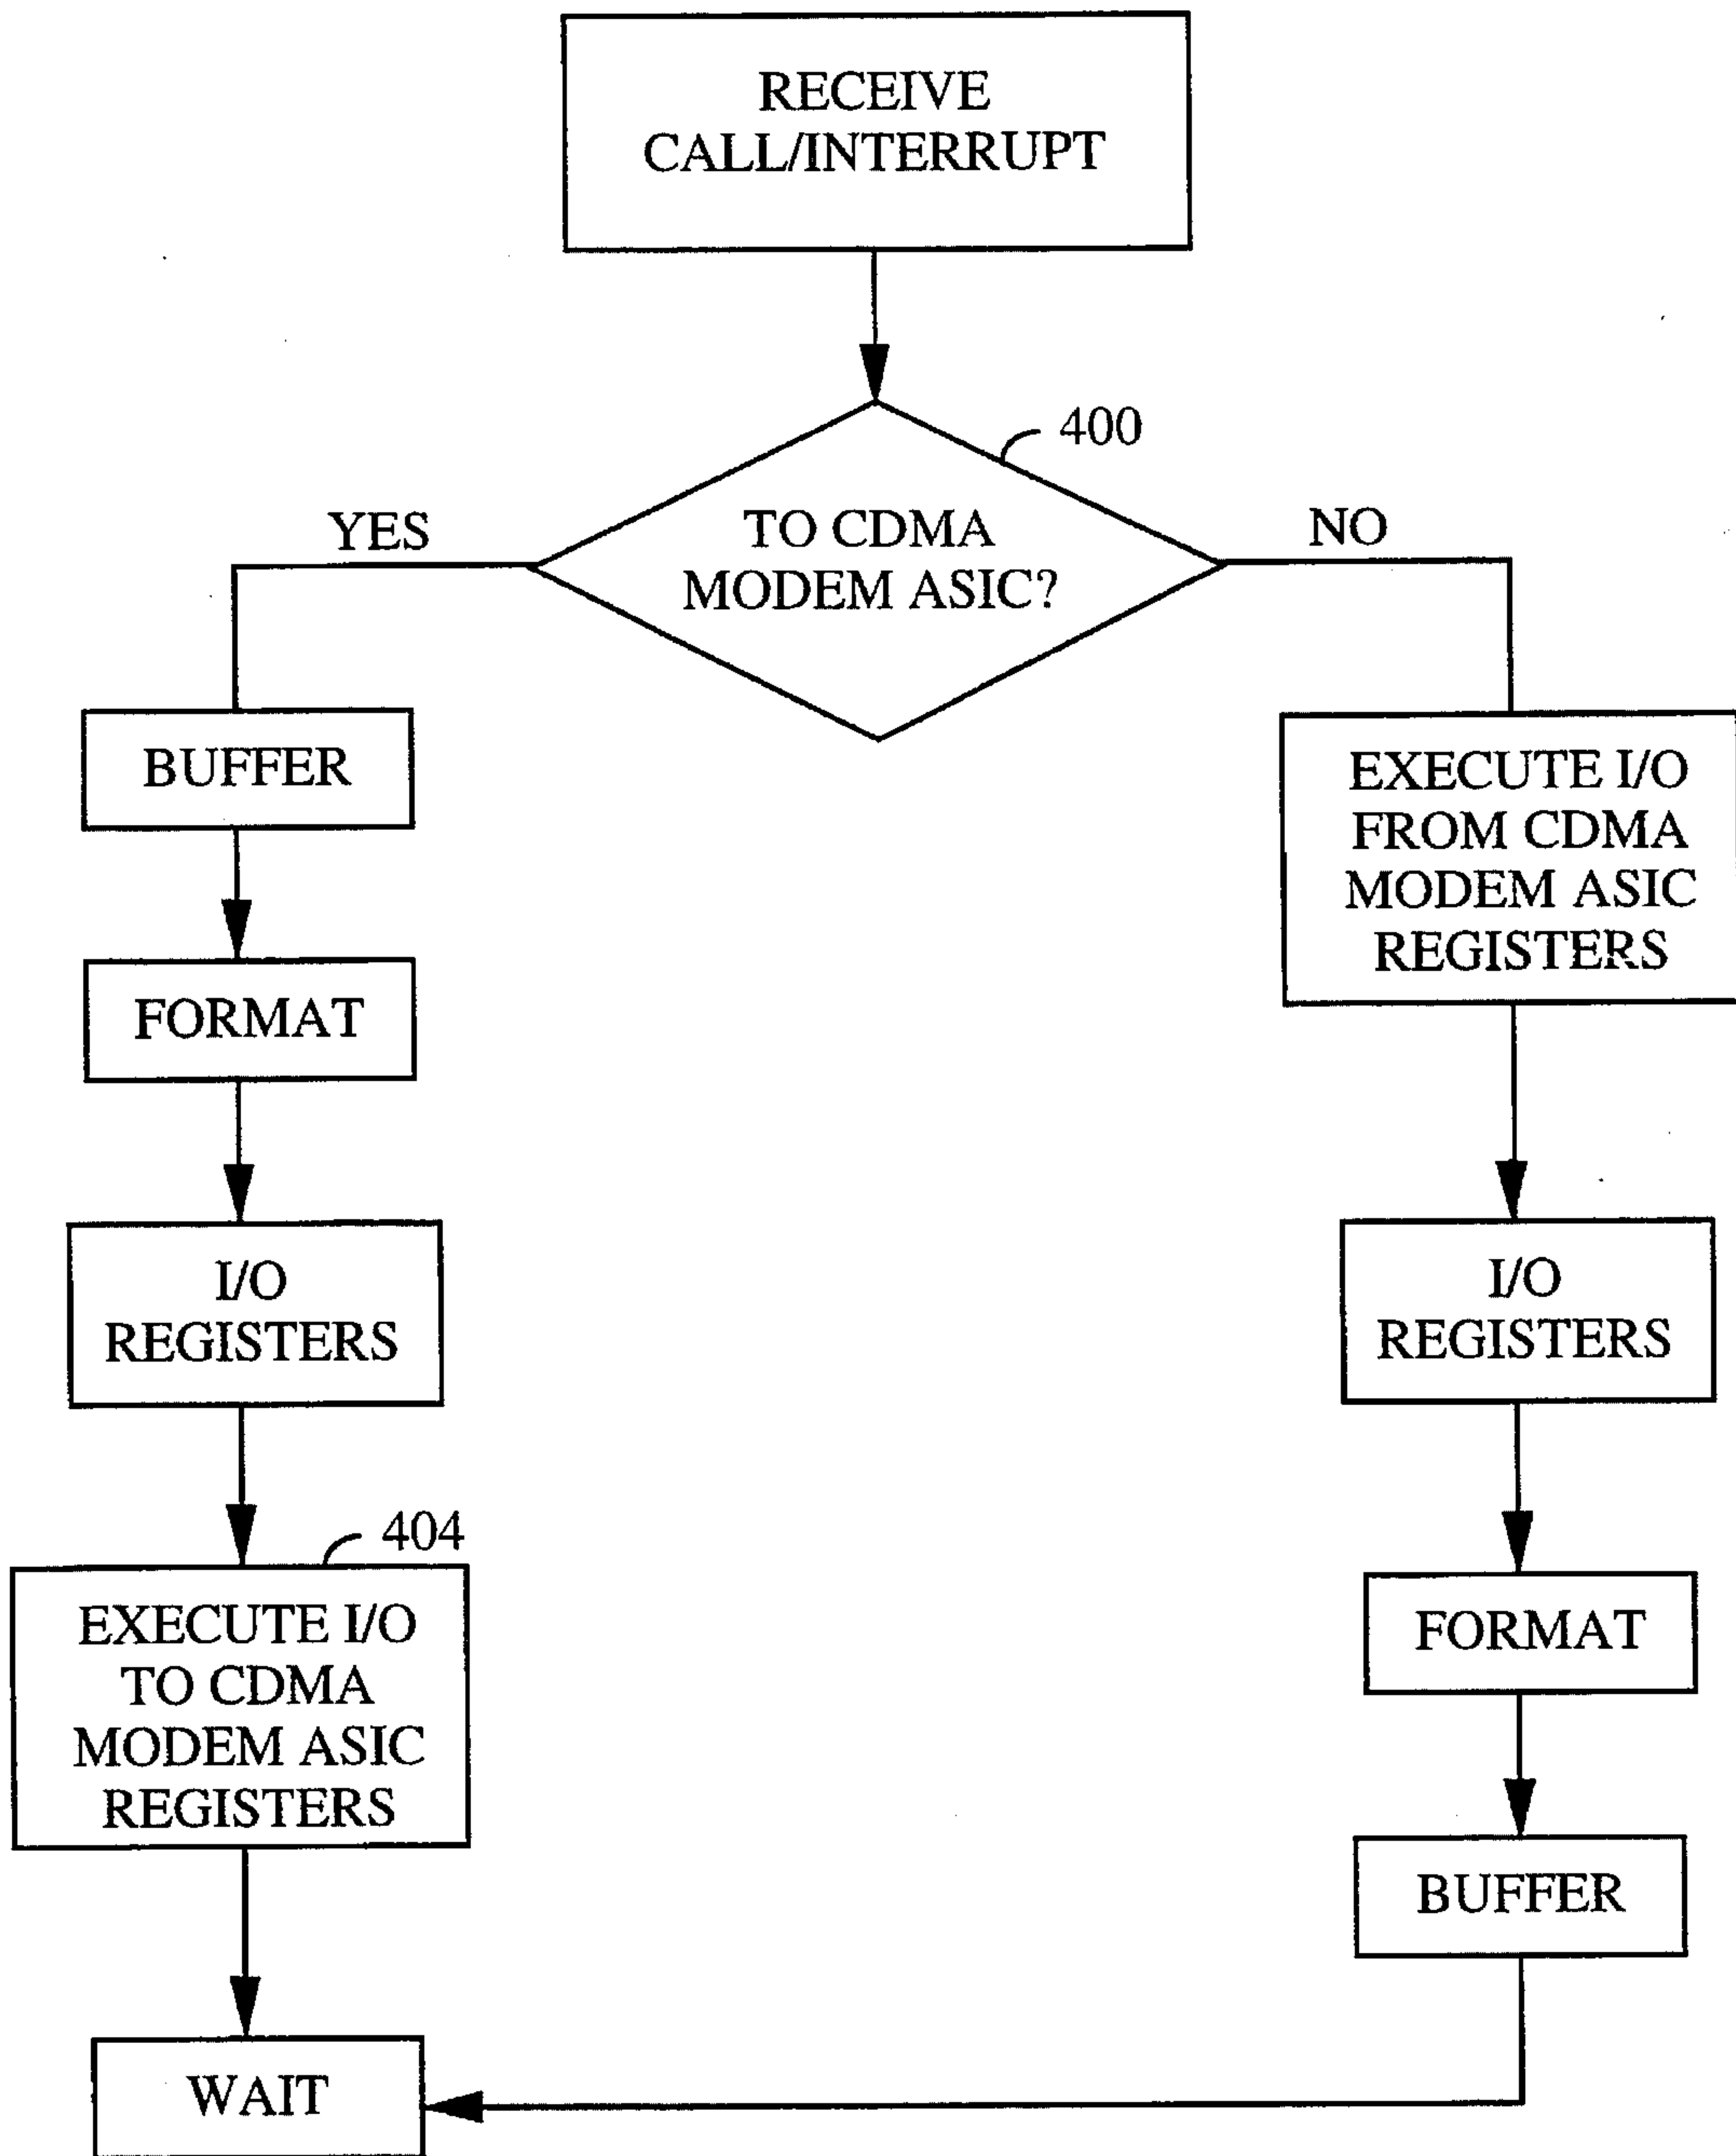 RECEIVE
CALL/INTERRUPT
400
TO CDMA
MODEM ASIC?
YES
NO
BUFFER
FORMAT
I/O
REGISTERS
404
EXECUTE I/O
TO CDMA
MODEM ASIC
REGISTERS
WAIT
EXECUTE I/O
FROM CDMA
MODEM ASIC
REGISTERS
I/O
REGISTERS
FORMAT
BUFFER